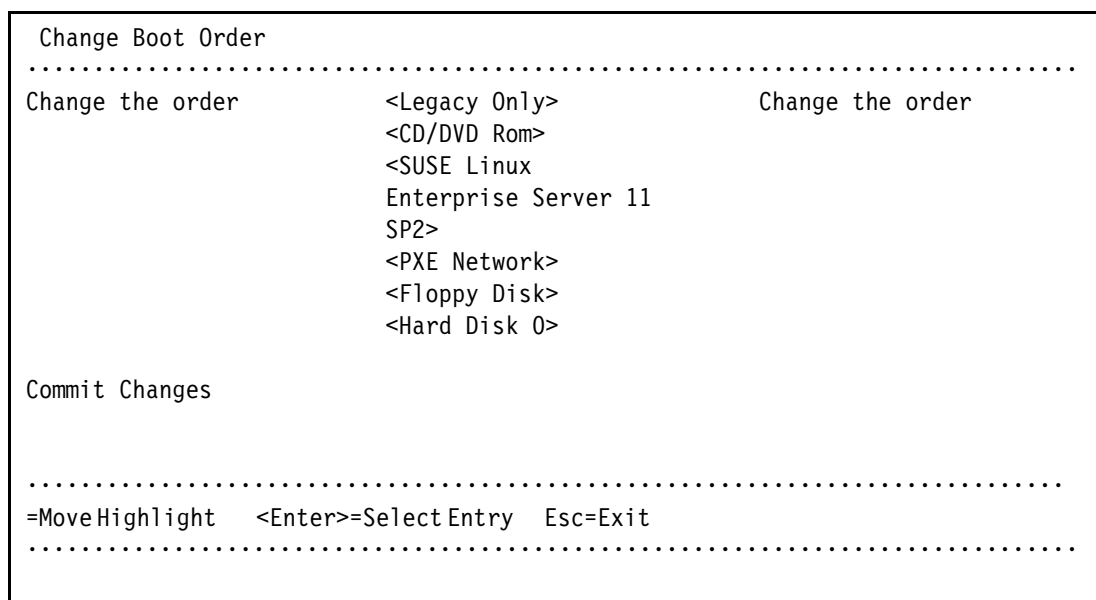 Change Boot Order
................................................................................
Change the order <Legacy Only> Change the order
<CD/DVD Rom>
<SUSE Linux
Enterprise Server 11
SP2>
<PXE Network>
<Floppy Disk>
<Hard Disk 0>
Commit Changes
...............................................................................
=Move Highlight <Enter>=Select Entry Esc=Exit
................................................................................